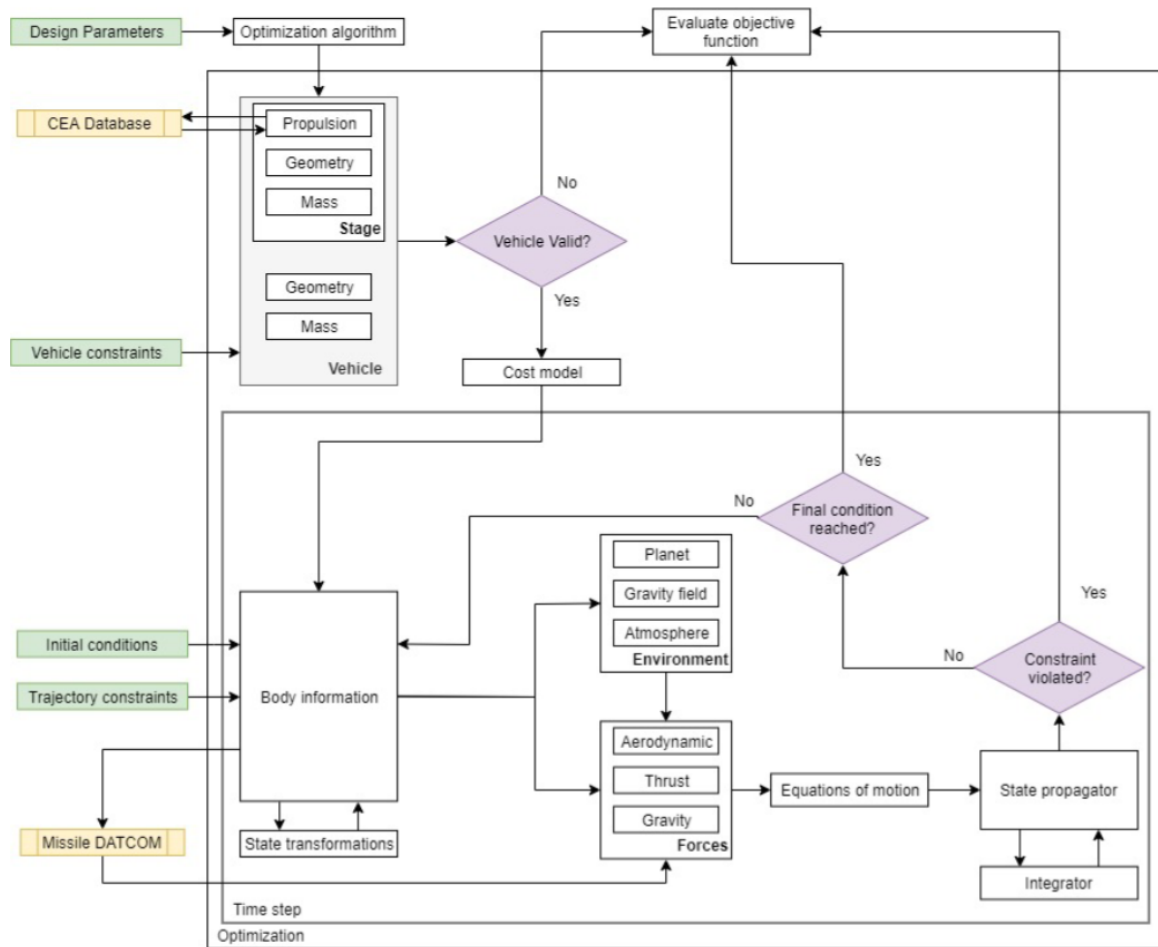 Design Parameters
Optimization algorithm
Evaluate objective
function
CEA Database
Propulsion
Geometry
Mass
Stage
No
Vehicle Valid?
Yes
Geometry
Mass
Vehicle constraints
Vehicle
Cost model
Yes
No
Final condition
reached?
Planet
Gravity field
Atmosphere
Environment
Yes
No
Constraint
violated?
Initial conditions
Trajectory constraints
Body information
Aerodynamic
Thrust
Gravity
Forces
Equations of motion
State propagator
Missile DATCOM
State transformations
Integrator
Time step
Optimization